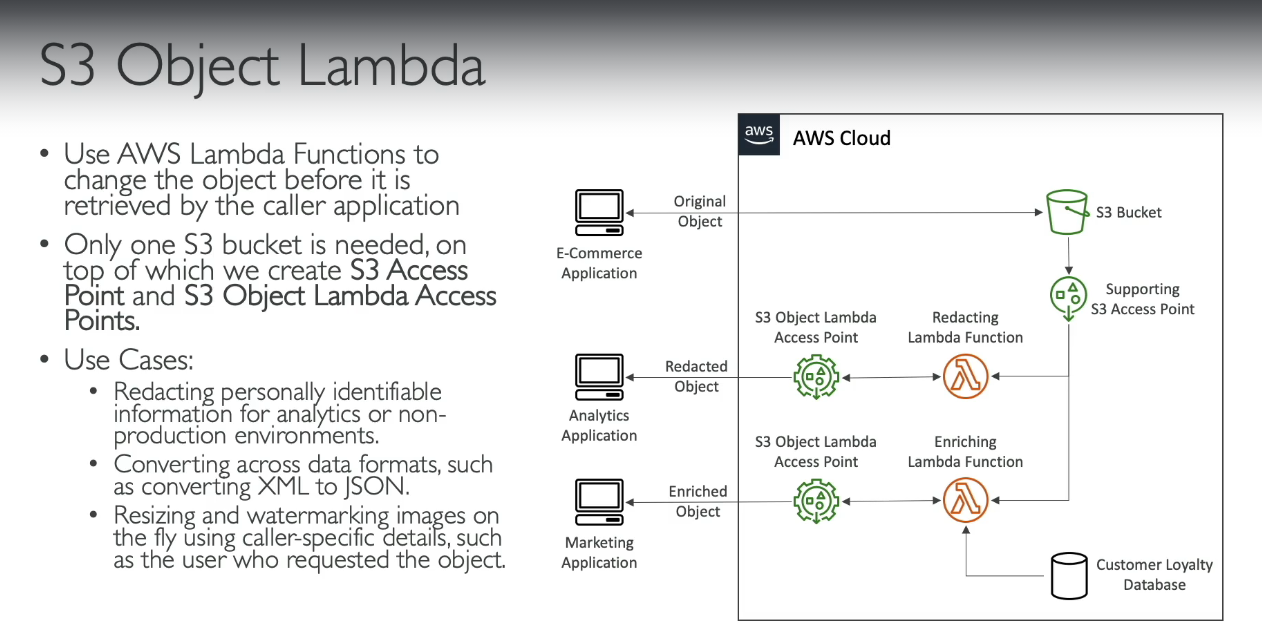 S3 Object Lambda
• Use AWS Lambda Functions to
change the object before it is
retrieved by the caller application
• Only one S3 bucket is needed, on
top of which we create S3 Access
Point and S3 Object Lambda Access
Points.
• Use Cases:
• Redacting personally identifiable
information for analytics or non-
production environments.
• Converting across data formats, such
as converting XML to JSON.
• Resizing and watermarking images on
the fly using caller-specific details, such
as the user who requested the object.
aws
AWS Cloud
E-Commerce
Application
Original
Object
S3 Bucket
Supporting
S3 Access Point
S3 Object Lambda
Access Point
Redacting
Lambda Function
Redacted
Object
Analytics
Application
S3 Object Lambda
Access Point
Enriching
Lambda Function
Enriched
Object
Marketing
Application
Customer Loyalty
Database